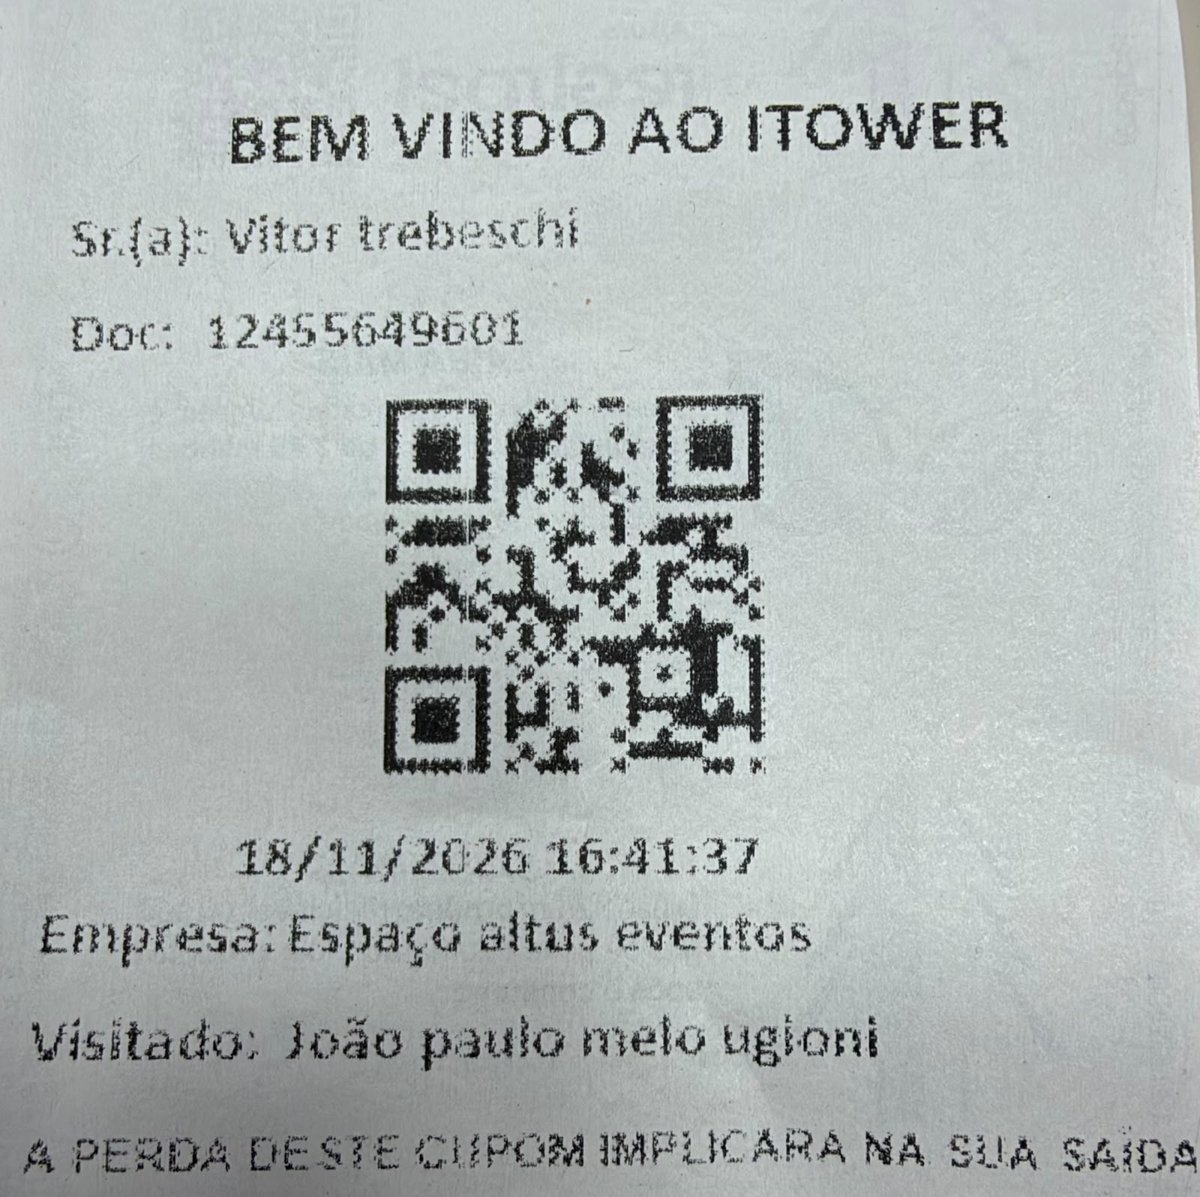 BEM VINDO AO ITOWER
Sr.(a): Vitor trebeschi
Doc: 12455649601
18/11/2026 16:41:37
Empresa: Espaço altus eventos
Visitado: João paulo melo ugioni
A PERDA DESTE CUPOM IMPLICARA NA SUA SAÍDA